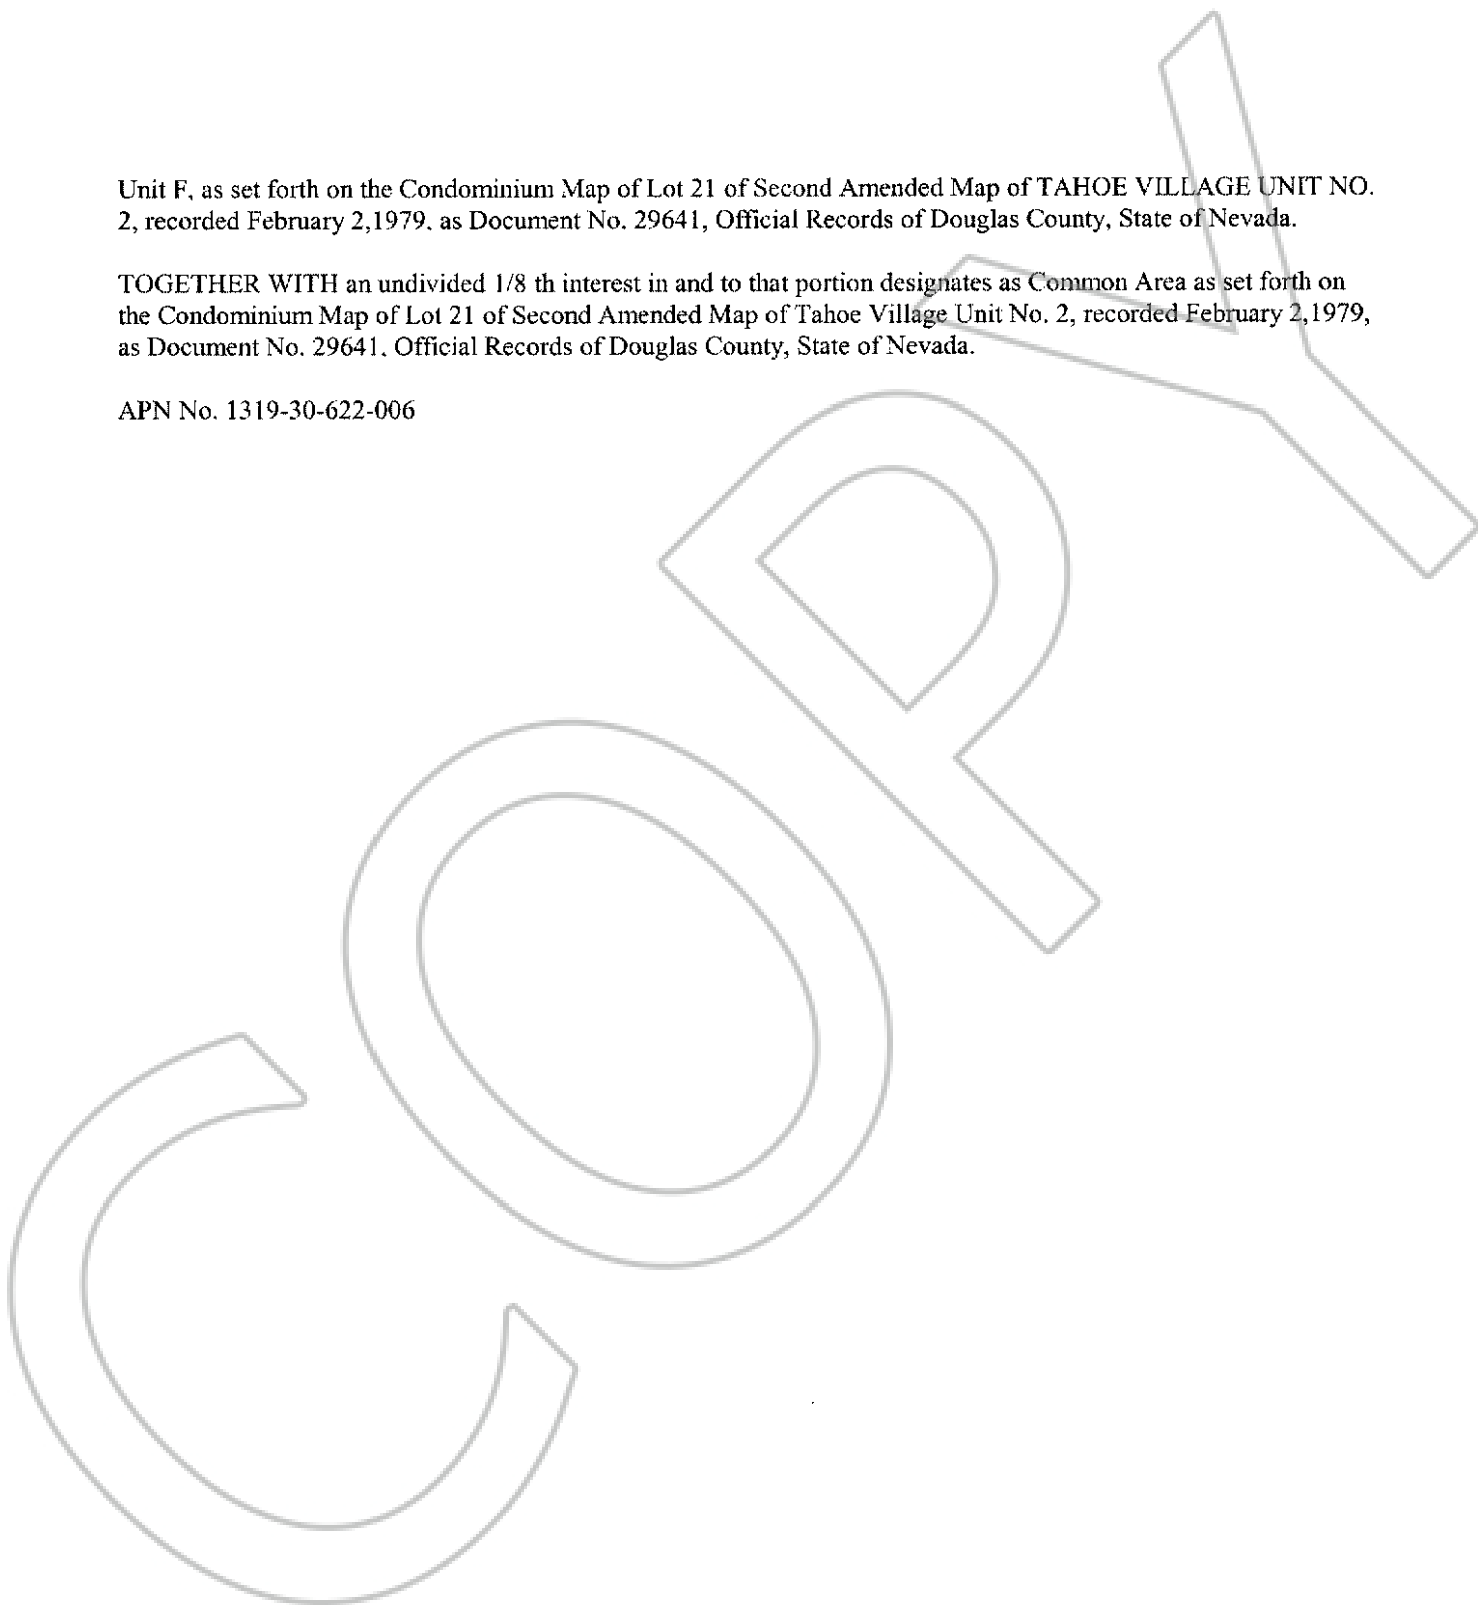 Unit F, as set forth on the Condominium Map of Lot 21 of Second Amended Map of TAHOE VILLAGE UNIT NO.
2, recorded February 2,1979. as Document No. 29641, Official Records of Douglas County, State of Nevada.
TOGETHER WITH an undivided 1/8 th interest in and to that portion designates as Common Area as set forth on
the Condominium Map of Lot 21 of Second Amended Map of Tahoe Village Unit No. 2, recorded February 2,1979,
as Document No. 29641. Official Records of Douglas County, State of Nevada.
APN No. 1319-30-622-006
COPY